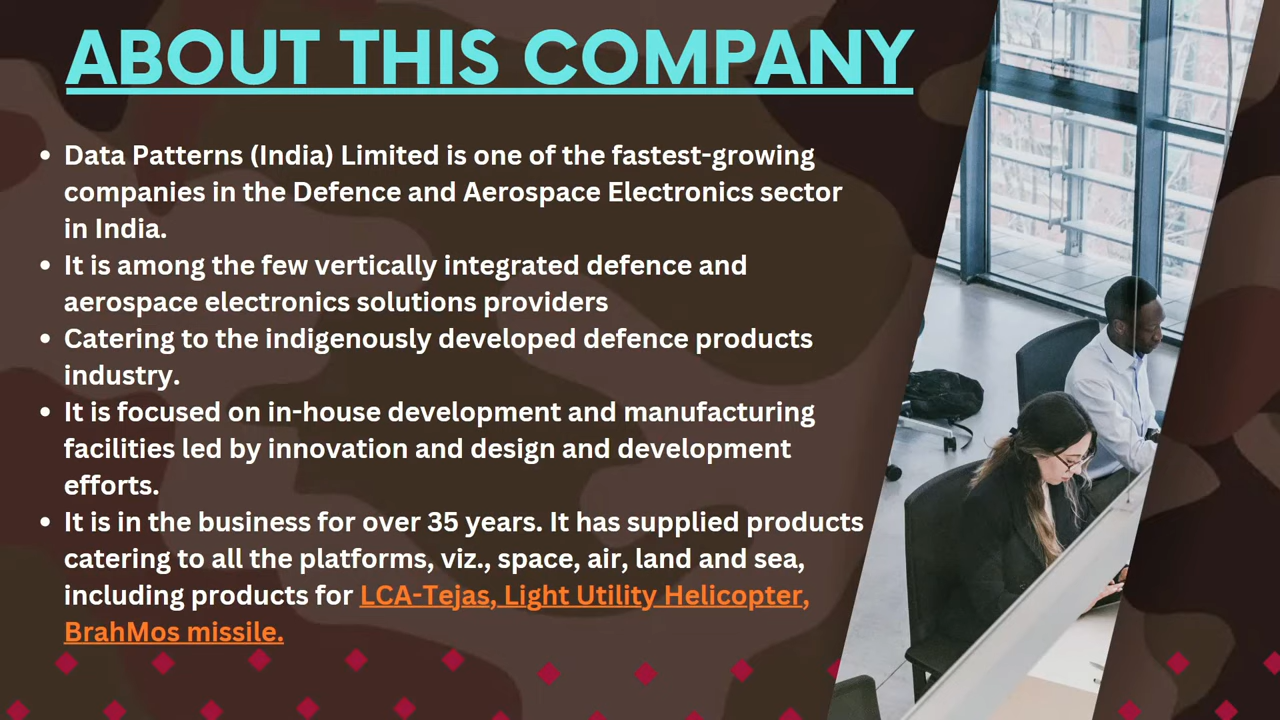 ABOUT THIS COMPANY
• Data Patterns (India) Limited is one of the fastest-growing
companies in the Defence and Aerospace Electronics sector
in India.
• It is among the few vertically integrated defence and
aerospace electronics solutions providers
• Catering to the indigenously developed defence products
industry.
• It is focused on in-house development and manufacturing
facilities led by innovation and design and development
efforts.
• It is in the business for over 35 years. It has supplied products
catering to all the platforms, viz., space, air, land and sea,
including products for LCA-Tejas, Light Utility Helicopter,
BrahMos missile.